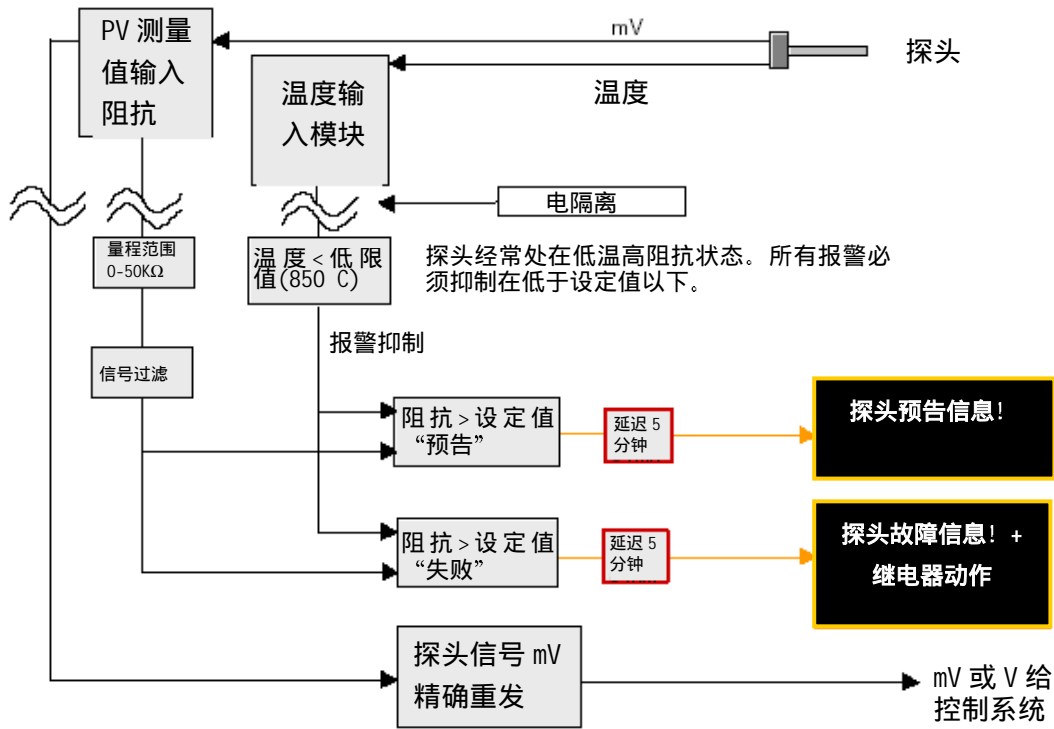 PV 测量
值输入
阻抗
mV
探头
温度输
入模块
温度
电隔离
量程范围
0-50KΩ
温度<低限
值(850 C)
探头经常处在低温高阻抗状态。所有报警必
须抑制在低于设定值以下。
报警抑制
信号过滤
阻抗>设定值
“预告”
延迟 5
分钟
探头预告信息!
阻抗>设定值
“失败”
延迟 5
分钟
探头故障信息! +
继电器动作
探头信号 mV
精确重发
mV 或 V 给
控制系统